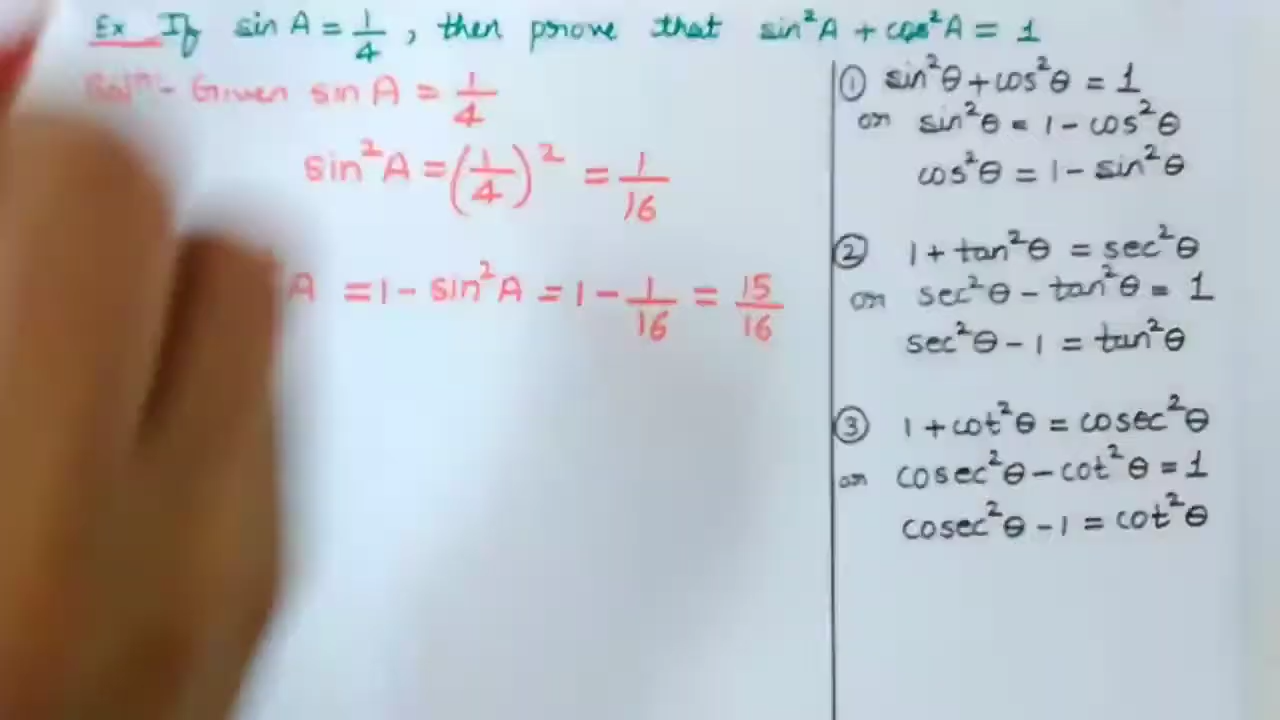 Ex If sin A = 1/4, then prove that sin²A + cos²A = 1
Given sin A = 1/4
sin²A = (1/4)² = 1/16
A = 1 - sin²A = 1 - 1/16 = 15/16
① sin²θ + cos²θ = 1
or sin²θ = 1 - cos²θ
cos²θ = 1 - sin²θ
② 1 + tan²θ = sec²θ
or sec²θ - tan²θ = 1
sec²θ - 1 = tan²θ
③ 1 + cot²θ = cosec²θ
or cosec²θ - cot²θ = 1
cosec²θ - 1 = cot²θ